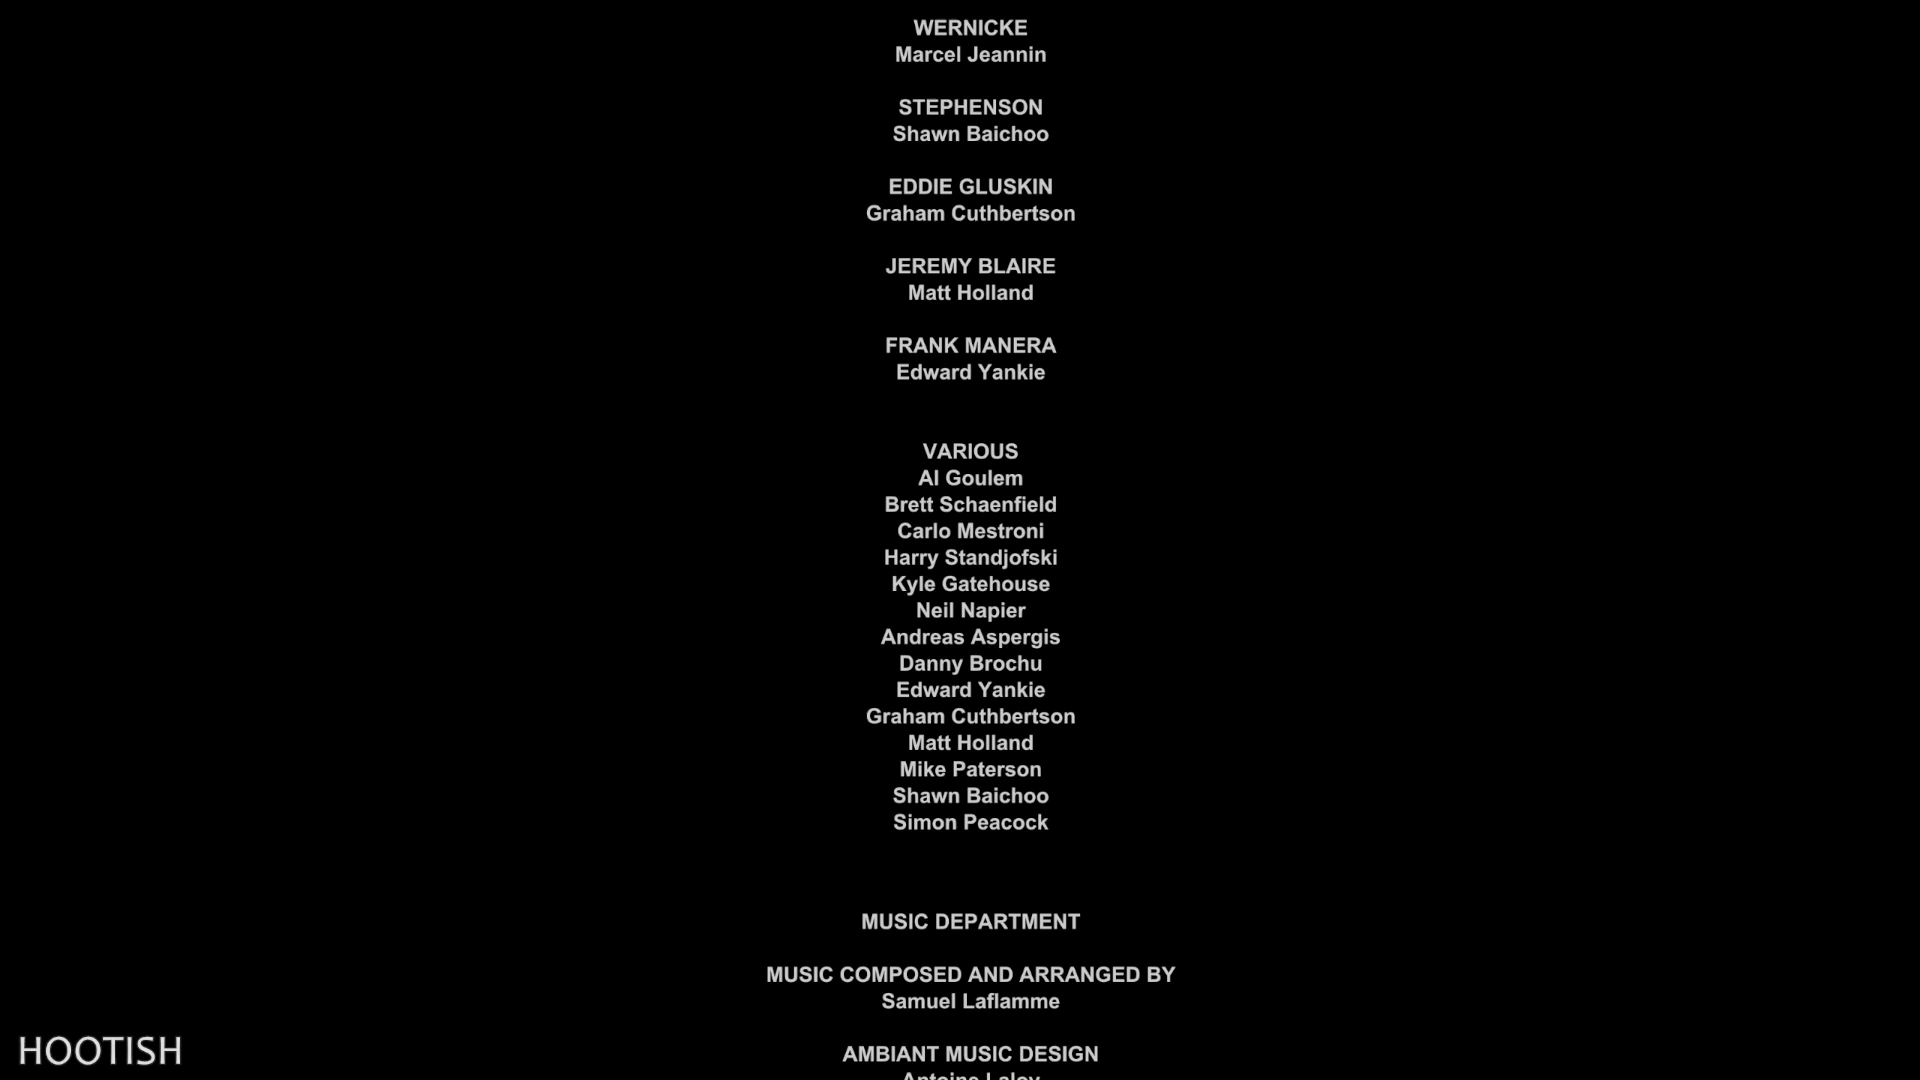 WERNICKE
Marcel Jeannin
STEPHENSON
Shawn Baichoo
EDDIE GLUSKIN
Graham Cuthbertson
JEREMY BLAIRE
Matt Holland
FRANK MANERA
Edward Yankie
VARIOUS
Al Goulem
Brett Schaenfield
Carlo Mestroni
Harry Standjofski
Kyle Gatehouse
Neil Napier
Andreas Aspergis
Danny Brochu
Edward Yankie
Graham Cuthbertson
Matt Holland
Mike Paterson
Shawn Baichoo
Simon Peacock
MUSIC DEPARTMENT
MUSIC COMPOSED AND ARRANGED BY
Samuel Laflamme
AMBIANT MUSIC DESIGN
Antoine
HOOTISH